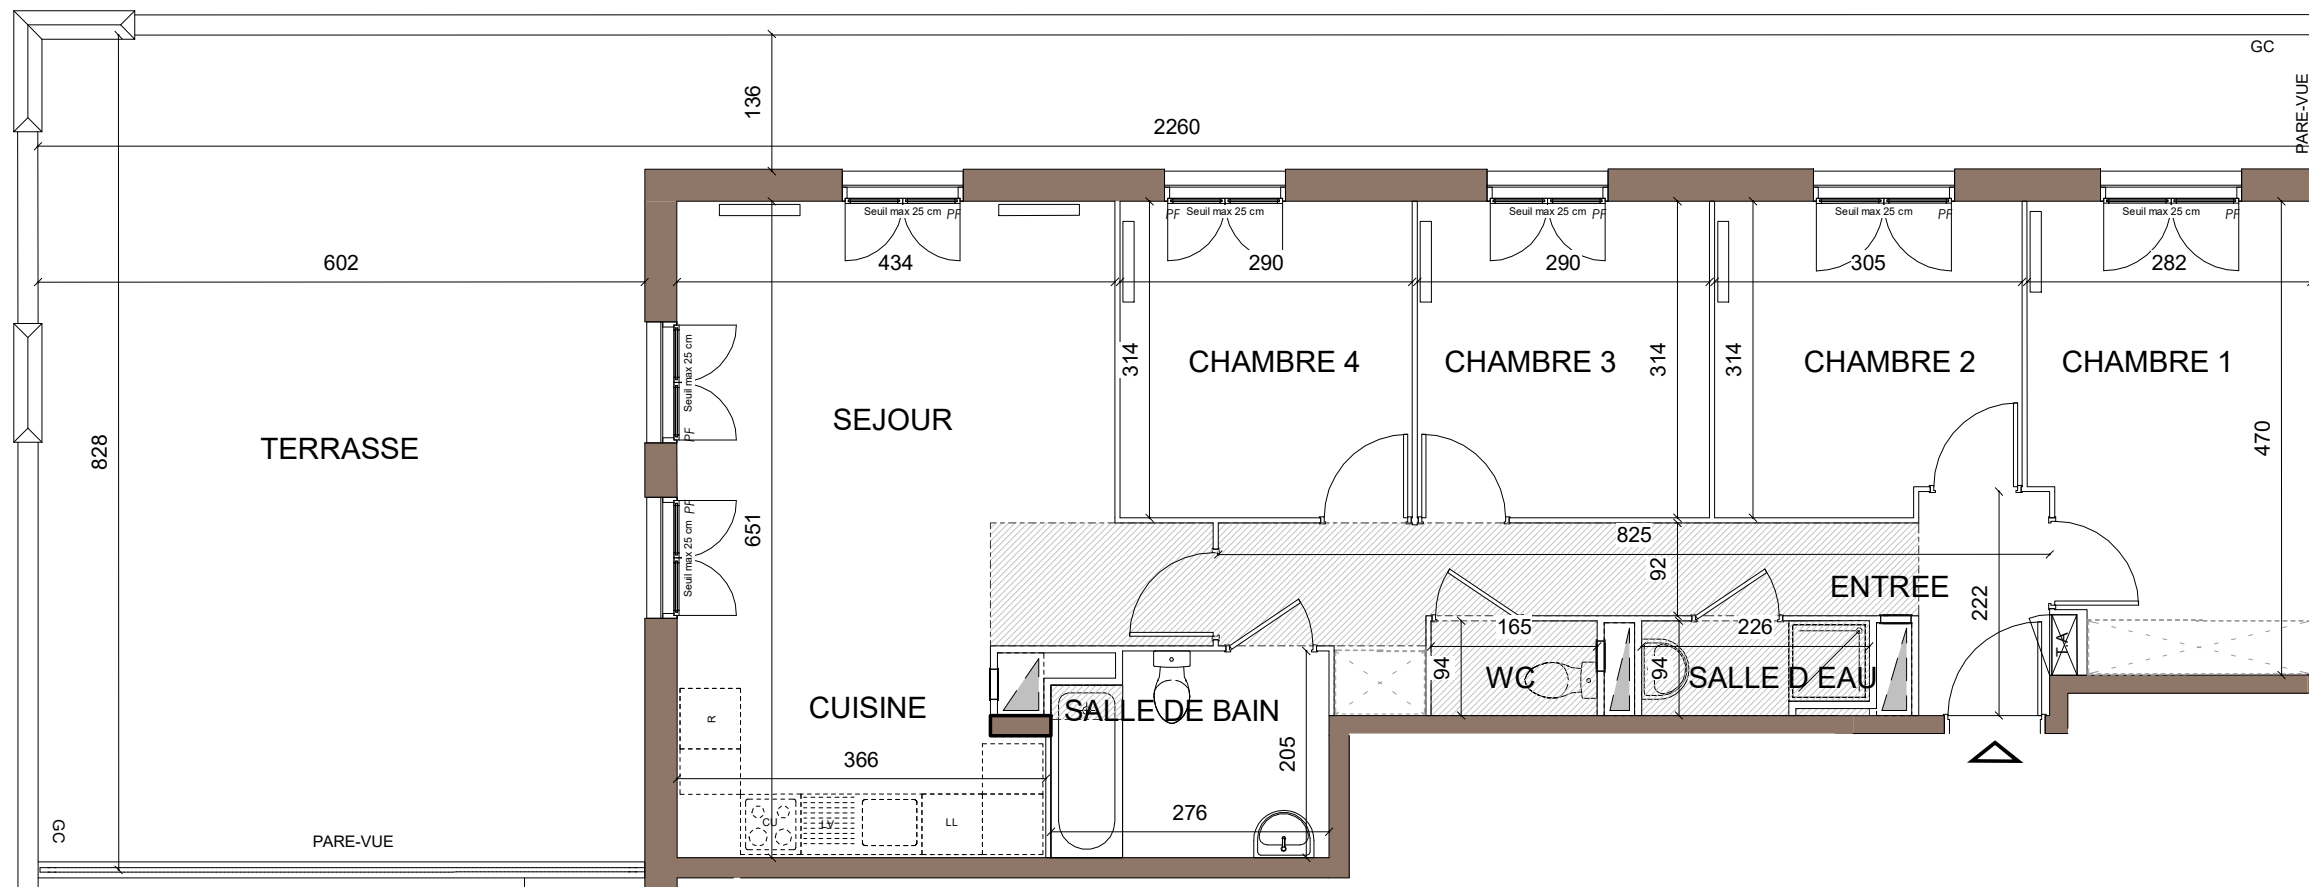 GC
PARE-VUE
136
2260
Seuil max 25 cm PF
PF Seuil max 25 cm
Seuil max 25 cm PF
Seuil max 25 cm PF
Seuil max 25 cm PF
602
434
290
290
305
282
Seuil max 25 cm
PF
314
CHAMBRE 4
CHAMBRE 3
314
314
CHAMBRE 2
CHAMBRE 1
SEJOUR
TERRASSE
828
470
PF
Seuil max 25 cm
651
825
92
ENTREE
222
165
226
T.A
94
WC
94
SALLE D EAU
R
CUISINE
SALLE DE BAIN
366
205
276
CU
LV
LL
GC
PARE-VUE